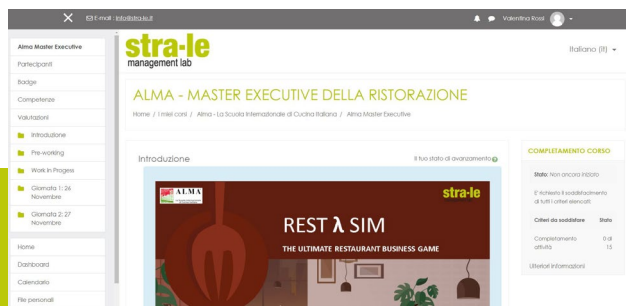 E-mail : info@stra-le.it
Valentina Rossi
Alma Master Executive
Partecipanti
Badge
Competenze
Valutazioni
Introduzione
Pre-working
Work In Progess
Giornata 1: 26
Novembre
Giornata 2: 27
Novembre
Home
Dashboard
Calendario
File personali
stra-le
management lab
Italiano (it)
ALMA - MASTER EXECUTIVE DELLA RISTORAZIONE
Home / I miei corsi / Alma - La Scuola Internazionale di Cucina Italiana / Alma Master Executive
Introduzione
Il tuo stato di avanzamento
ALMA
stra-le
REST λ SIM
THE ULTIMATE RESTAURANT BUSINESS GAME
COMPLETAMENTO CORSO
Stato: Non ancora iniziato
E' richiesto il soddisfacimento
di tutti i criteri elencati:
Criteri da soddisfare Stato
Completamento 0 di
attività 15
Ulteriori informazioni